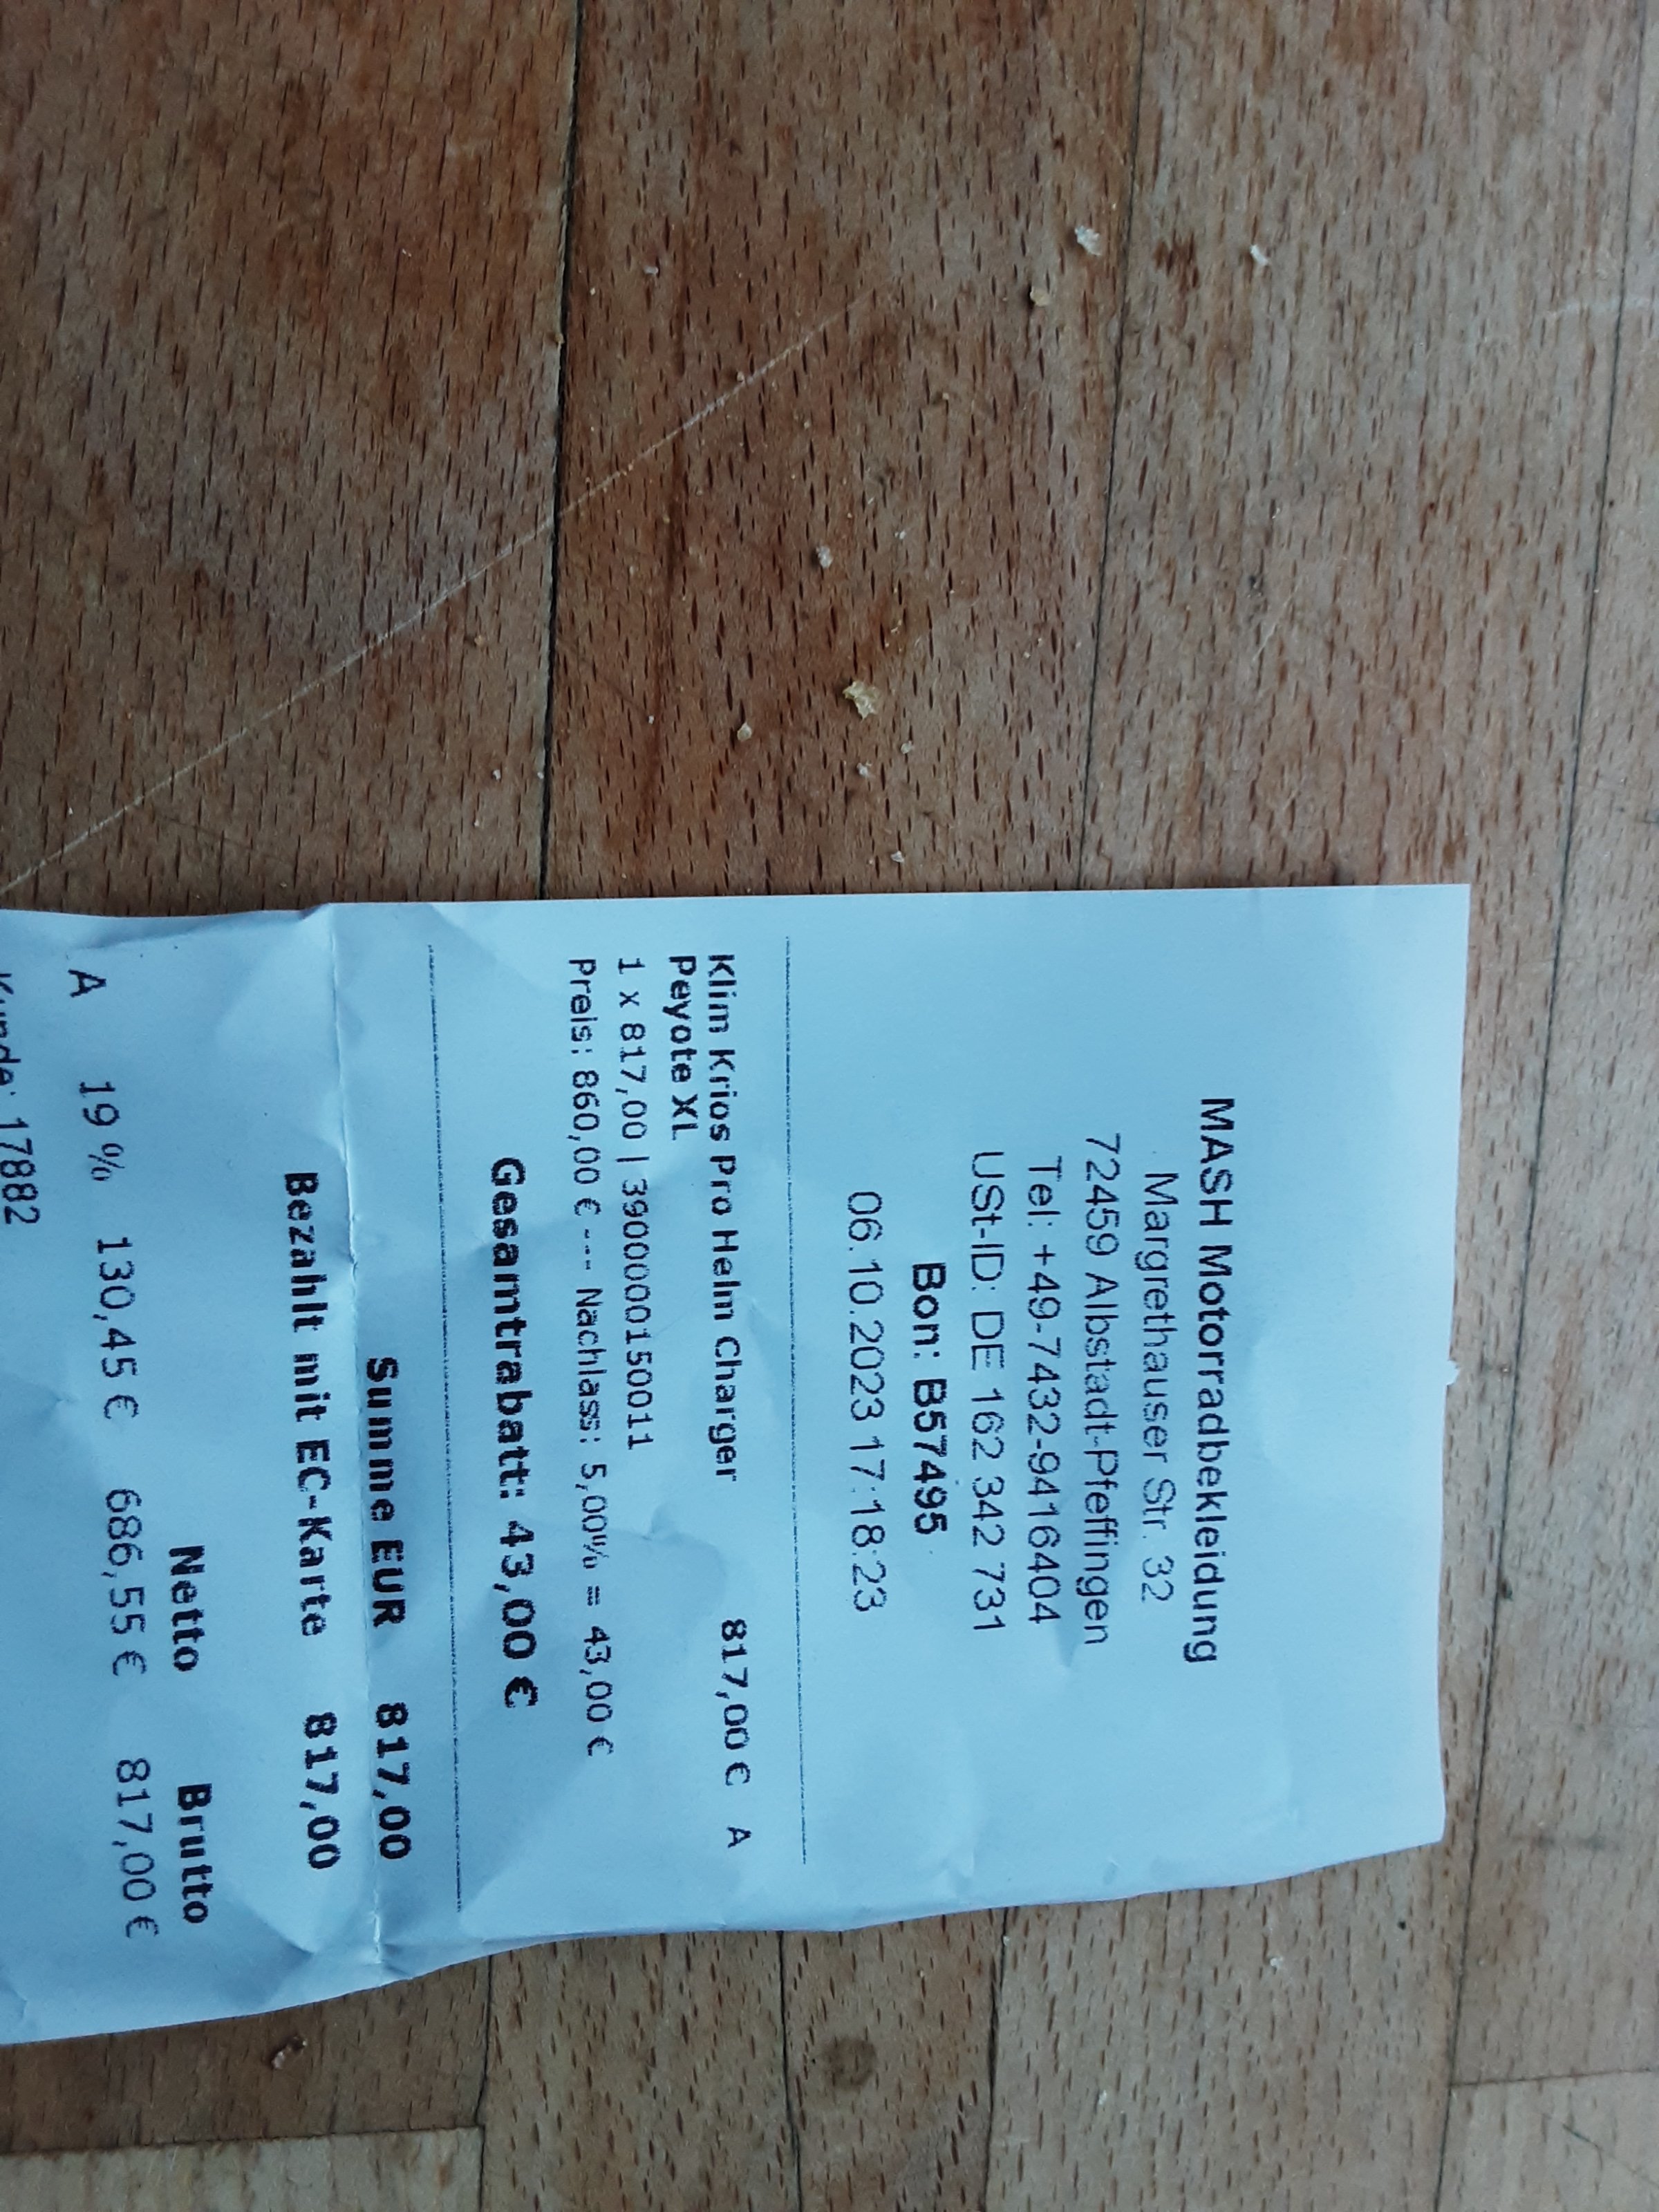 MASH Motorradbekleidung
Margrethauser Str. 32
72459 Albstadt-Pfeffingen
Tel: +49-7432-9416404
USt-ID: DE 162 342 731
Bon: B57495
06.10.2023 17:18:23
Klim Krios Pro Helm Charger 817,00 € A
Peyote XL
1 x 817,00 | 3900000150011
Preis: 860,00 € --- Nachlass: 5,00% = 43,00 €
Gesamtrabatt: 43,00 €
Summe EUR 817,00
Bezahlt mit EC-Karte 817,00
Netto Brutto
A 19 % 130,45 € 686,55 € 817,00 €
Kunde: 17882